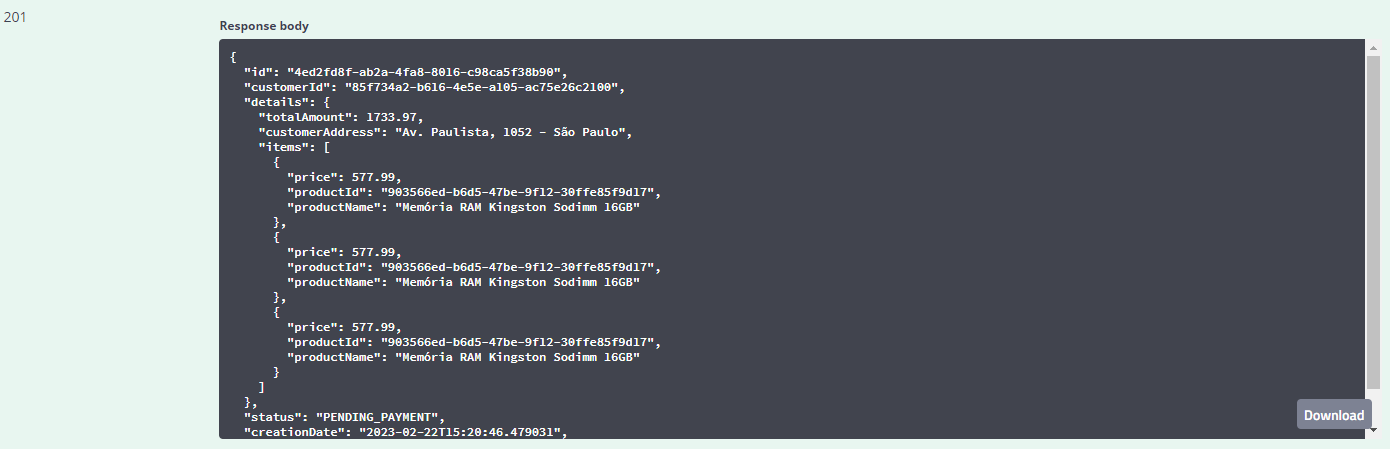 201
Response body
{
  "id": "4ed2fd8f-ab2a-4fa8-8016-c98ca5f38b90",
  "customerId": "85f734a2-b616-4e5e-a105-ac75e26c2100",
  "details": {
    "totalAmount": 1733.97,
    "customerAddress": "Av. Paulista, 1052 - São Paulo",
    "items": [
      {
        "price": 577.99,
        "productId": "903566ed-b6d5-47be-9f12-30ffe85f9d17",
        "productName": "Memória RAM Kingston Sodimm 16GB"
      },
      {
        "price": 577.99,
        "productId": "903566ed-b6d5-47be-9f12-30ffe85f9d17",
        "productName": "Memória RAM Kingston Sodimm 16GB"
      },
      {
        "price": 577.99,
        "productId": "903566ed-b6d5-47be-9f12-30ffe85f9d17",
        "productName": "Memória RAM Kingston Sodimm 16GB"
      }
    ]
  },
  "status": "PENDING_PAYMENT",
  "creationDate": "2023-02-22T15:20:46.479031",
Download